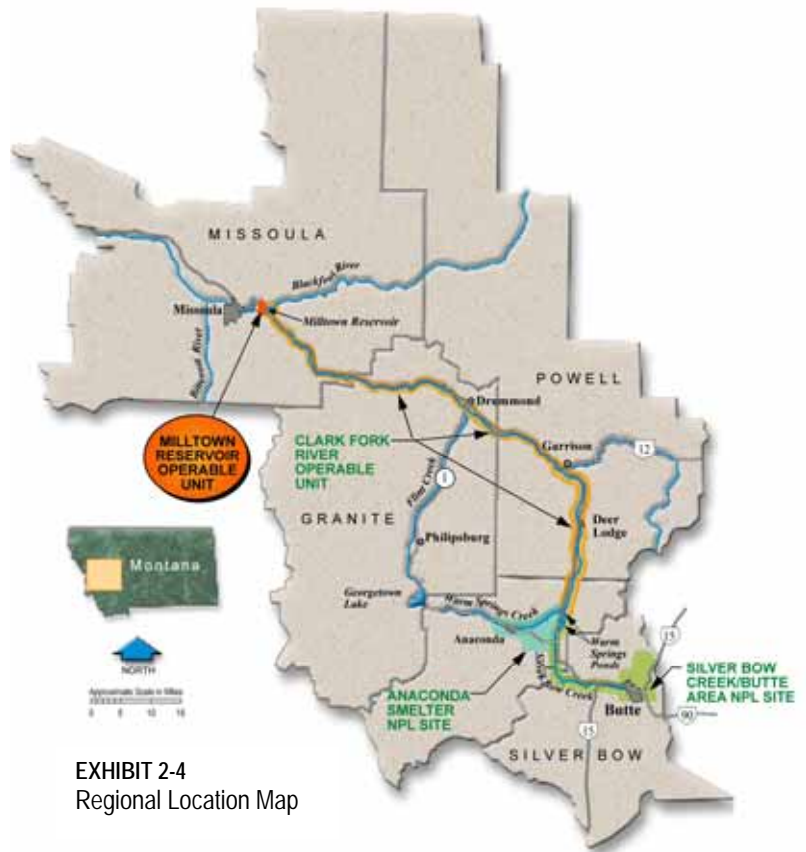 MISSOULA
Blackfoot River
Missoula
Milltown Reservoir
Bitterroot River
POWELL
Drummond
MILLTOWN
RESERVOIR
OPERABLE
UNIT
CLARK FORK
RIVER
OPERABLE
UNIT
Garrison
12
Flint Creek
1
GRANITE
Deer
Lodge
Philipsburg
Montana
Georgetown
Lake
Warm Springs Creek
NORTH
Anaconda
Warm
Springs
Ponds
15
Approximate Scale in Miles
0 5 10 15
Silver Bow Creek
ANACONDA
SMELTER
NPL SITE
SILVER BOW
CREEK/BUTTE
AREA NPL SITE
Butte
90
15
SILVER BOW
EXHIBIT 2-4
Regional Location Map